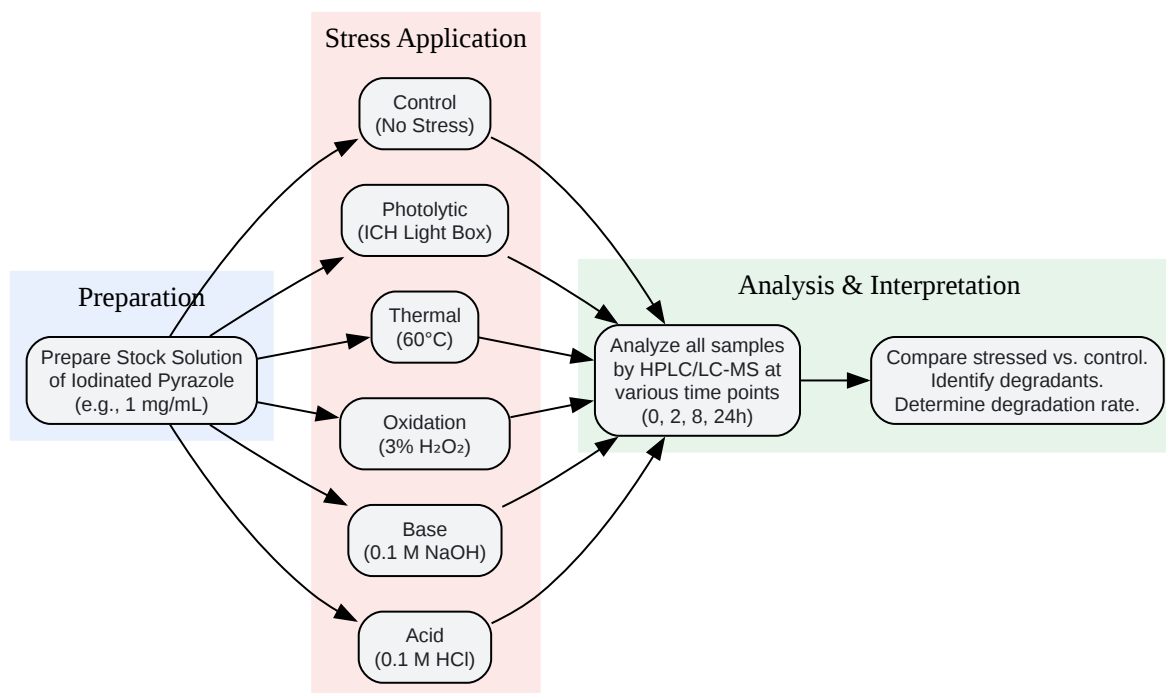 Stress Application
Control
(No Stress)
Photolytic
(ICH Light Box)
Preparation
Analysis & Interpretation
Thermal
(60°C)
Prepare Stock Solution
of Iodinated Pyrazole
(e.g., 1 mg/mL)
Analyze all samples
by HPLC/LC-MS at
various time points
(0, 2, 8, 24h)
Compare stressed vs. control.
Identify degradants.
Determine degradation rate.
Oxidation
(3% H₂O₂)
Base
(0.1 M NaOH)
Acid
(0.1 M HCl)